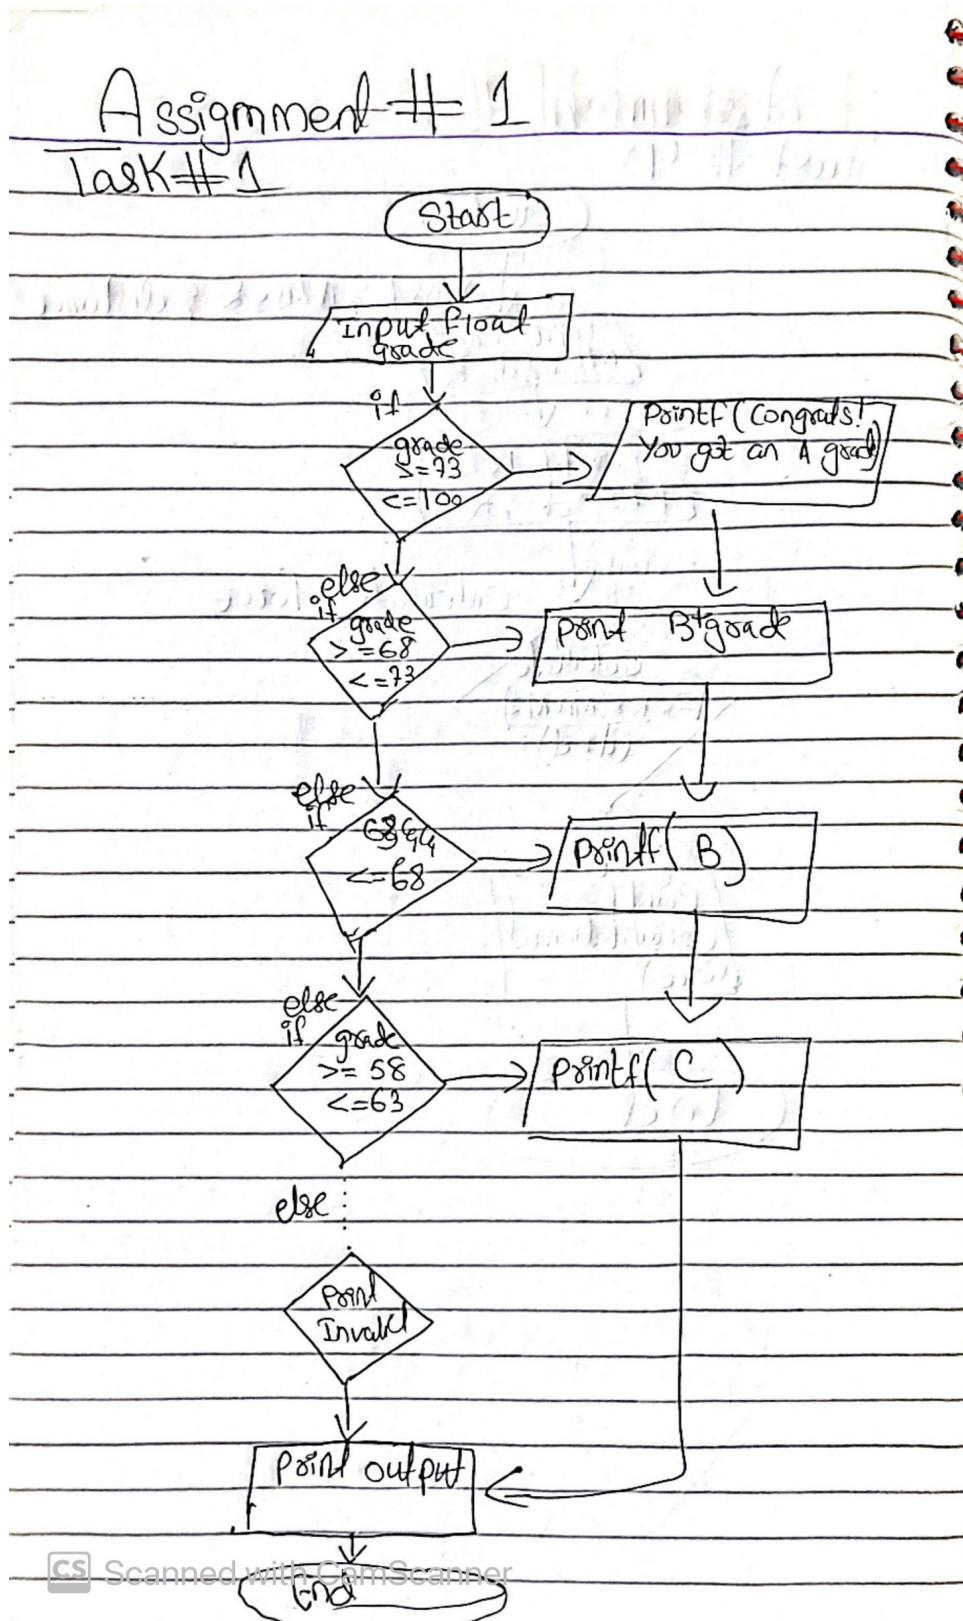 Assignment # 1
Task # 1
Start
Input float
grade
if
grade
>=73
<=100
printf (Congrats!
You got an A grade
else
if
grade
>=68
<=73
print B+ grade
else
if
<=68
printf( B )
else
if
grade
>= 58
<=63
printf( C )
else
Print
Invalid
Print output
End
CS Scanned with CamScanner